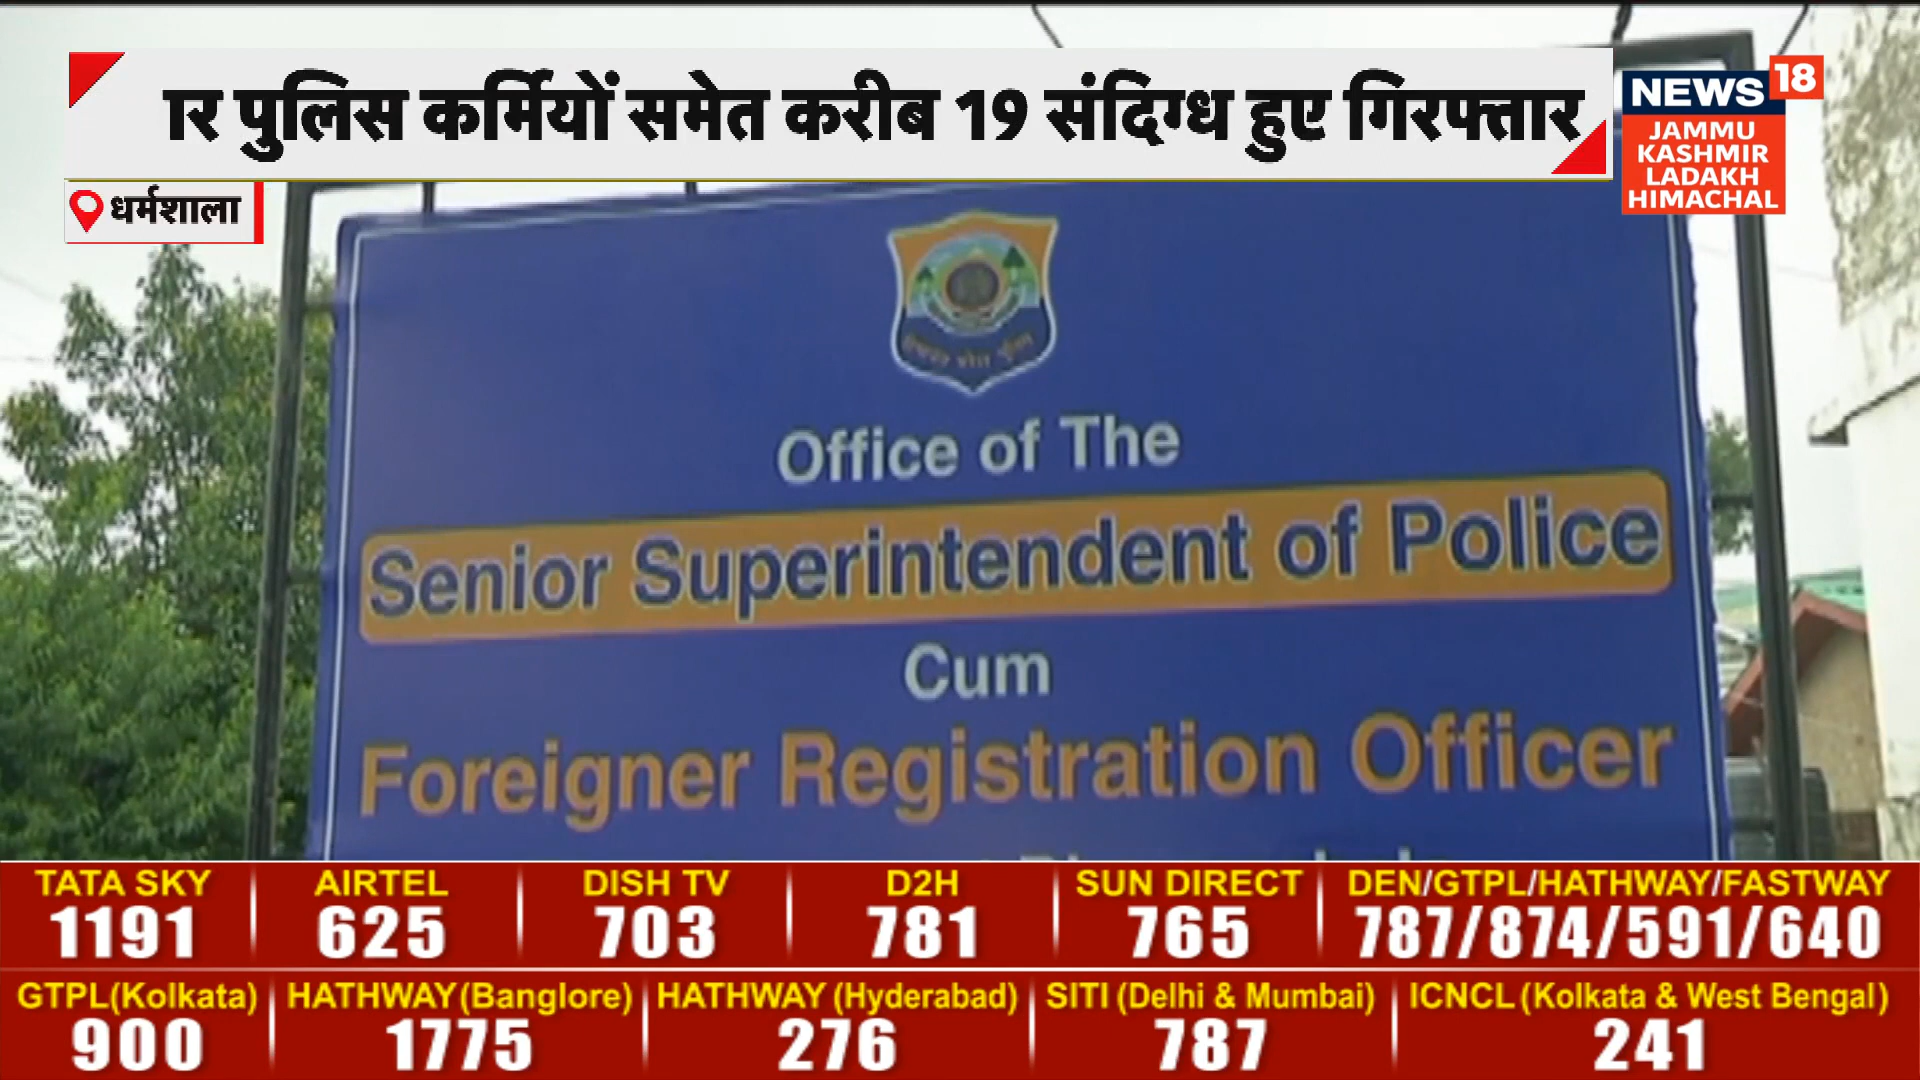 पुलिस कर्मियों समेत करीब 19 संदिग्ध हुए गिरफ्तार
NEWS 18
JAMMU
KASHMIR
LADAKH
HIMACHAL
धर्मशाला
Office of The
Senior Superintendent of Police
Cum
Foreigner Registration Officer
TATA SKY
1191
AIRTEL
625
DISH TV
703
D2H
781
SUN DIRECT
765
DEN/GTPL/HATHWAY/FASTWAY
787/874/591/640
GTPL(Kolkata)
900
HATHWAY(Banglore)
1775
HATHWAY (Hyderabad)
276
SITI (Delhi & Mumbai)
787
ICNCL (Kolkata & West Bengal)
241